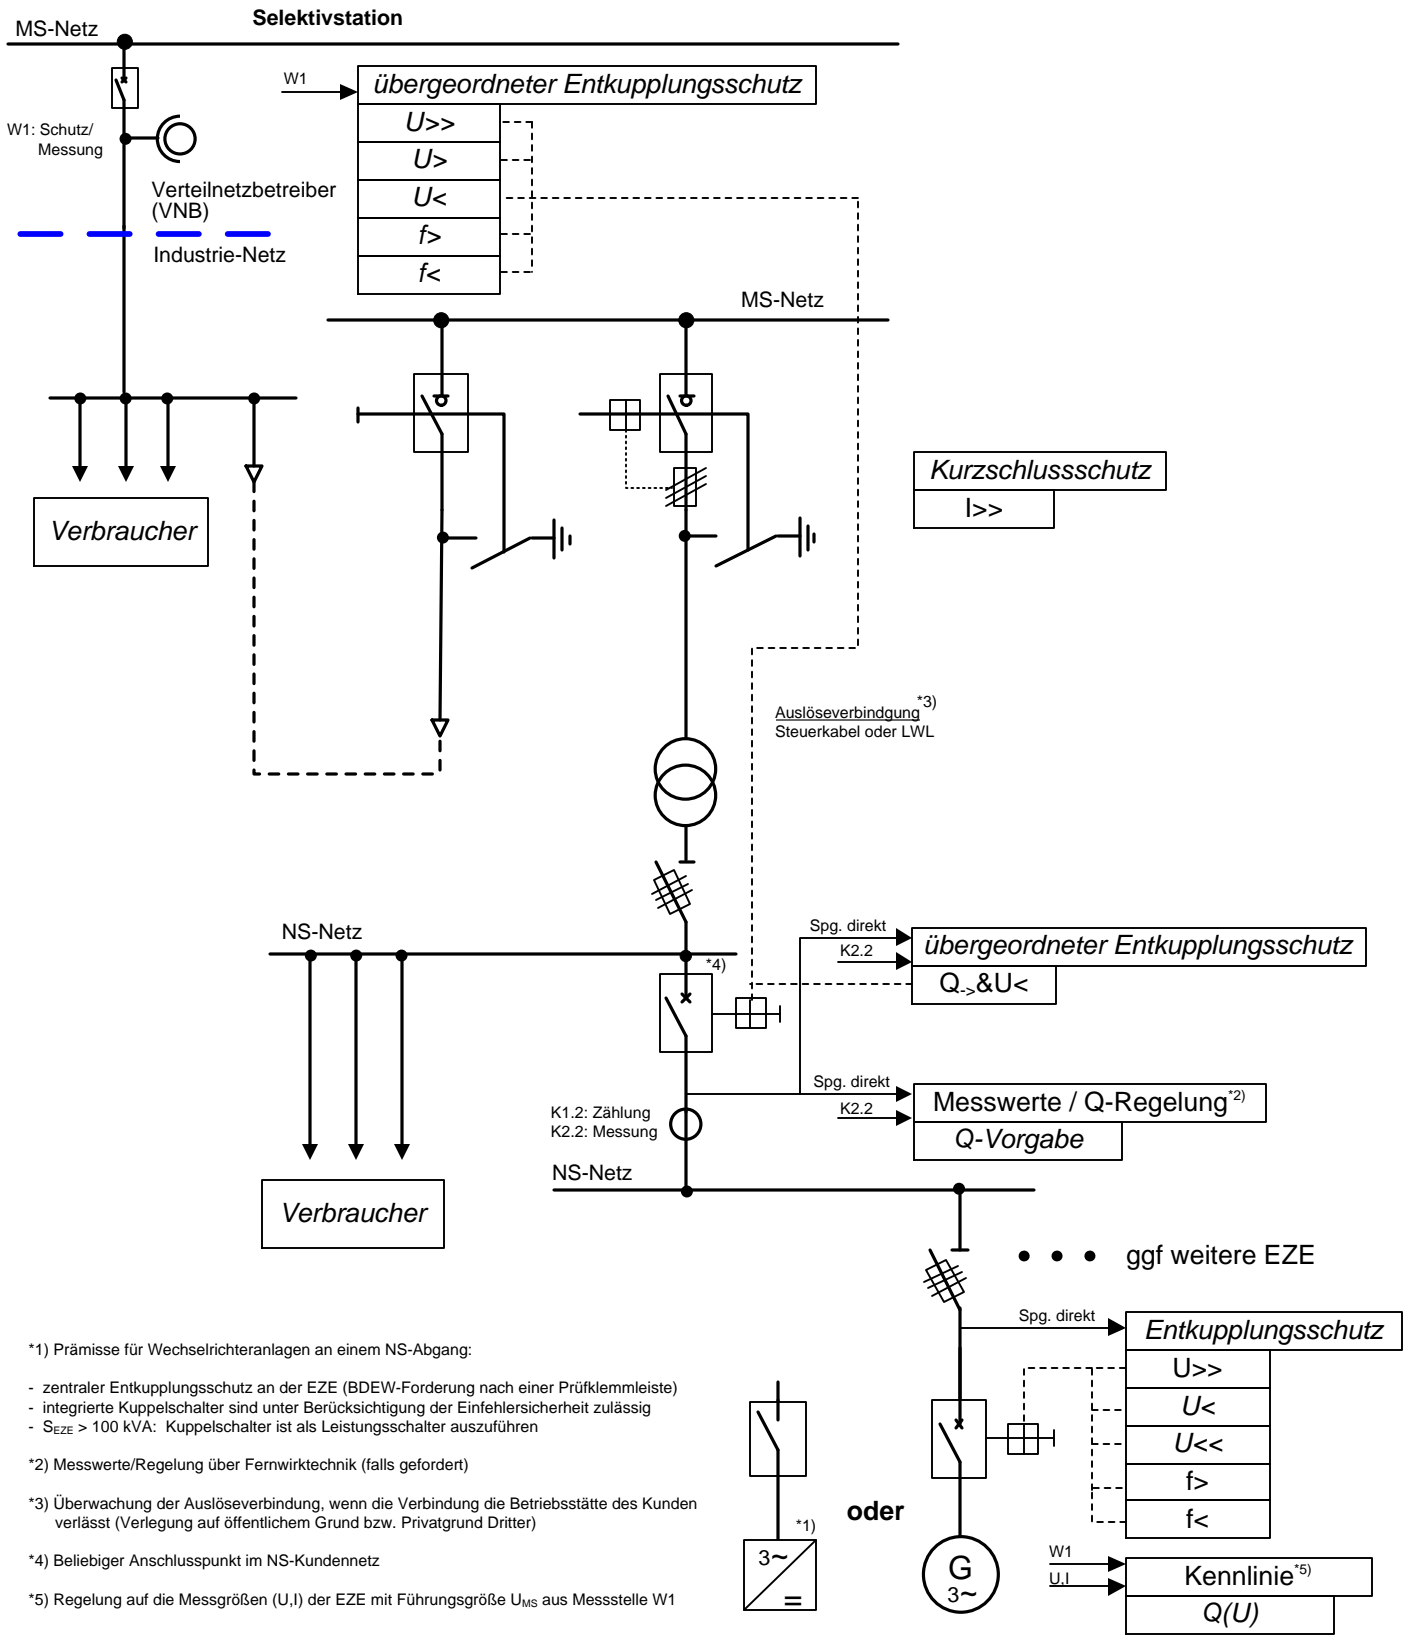 Selektivstation
MS-Netz
W1
übergeordneter Entkupplungsschutz
U>>
U>
U<
f>
f<
W1: Schutz/
Messung
Verteilnetzbetreiber
(VNB)
Industrie-Netz
MS-Netz
Kurzschlussschutz
I>>
Verbraucher
Auslöseverbindgung *3)
Steuerkabel oder LWL
NS-Netz
*4)
Spg. direkt
K2.2
übergeordneter Entkupplungsschutz
Q->&U<
Spg. direkt
K2.2
Messwerte / Q-Regelung*2)
Q-Vorgabe
K1.2: Zählung
K2.2: Messung
NS-Netz
Verbraucher
ggf weitere EZE
Spg. direkt
Entkupplungsschutz
U>>
U<
U<<
f>
f<
W1
U,I
Kennlinie*5)
Q(U)
oder
*1)
3~
=
G
3~
*1) Prämisse für Wechselrichteranlagen an einem NS-Abgang:
- zentraler Entkupplungsschutz an der EZE (BDEW-Forderung nach einer Prüfklemmleiste)
- integrierte Kuppelschalter sind unter Berücksichtigung der Einfehlersicherheit zulässig
- SEZE > 100 kVA: Kuppelschalter ist als Leistungsschalter auszuführen
*2) Messwerte/Regelung über Fernwirktechnik (falls gefordert)
*3) Überwachung der Auslöseverbindung, wenn die Verbindung die Betriebsstätte des Kunden
verlässt (Verlegung auf öffentlichem Grund bzw. Privatgrund Dritter)
*4) Beliebiger Anschlusspunkt im NS-Kundennetz
*5) Regelung auf die Messgrößen (U,I) der EZE mit Führungsgröße UMS aus Messstelle W1